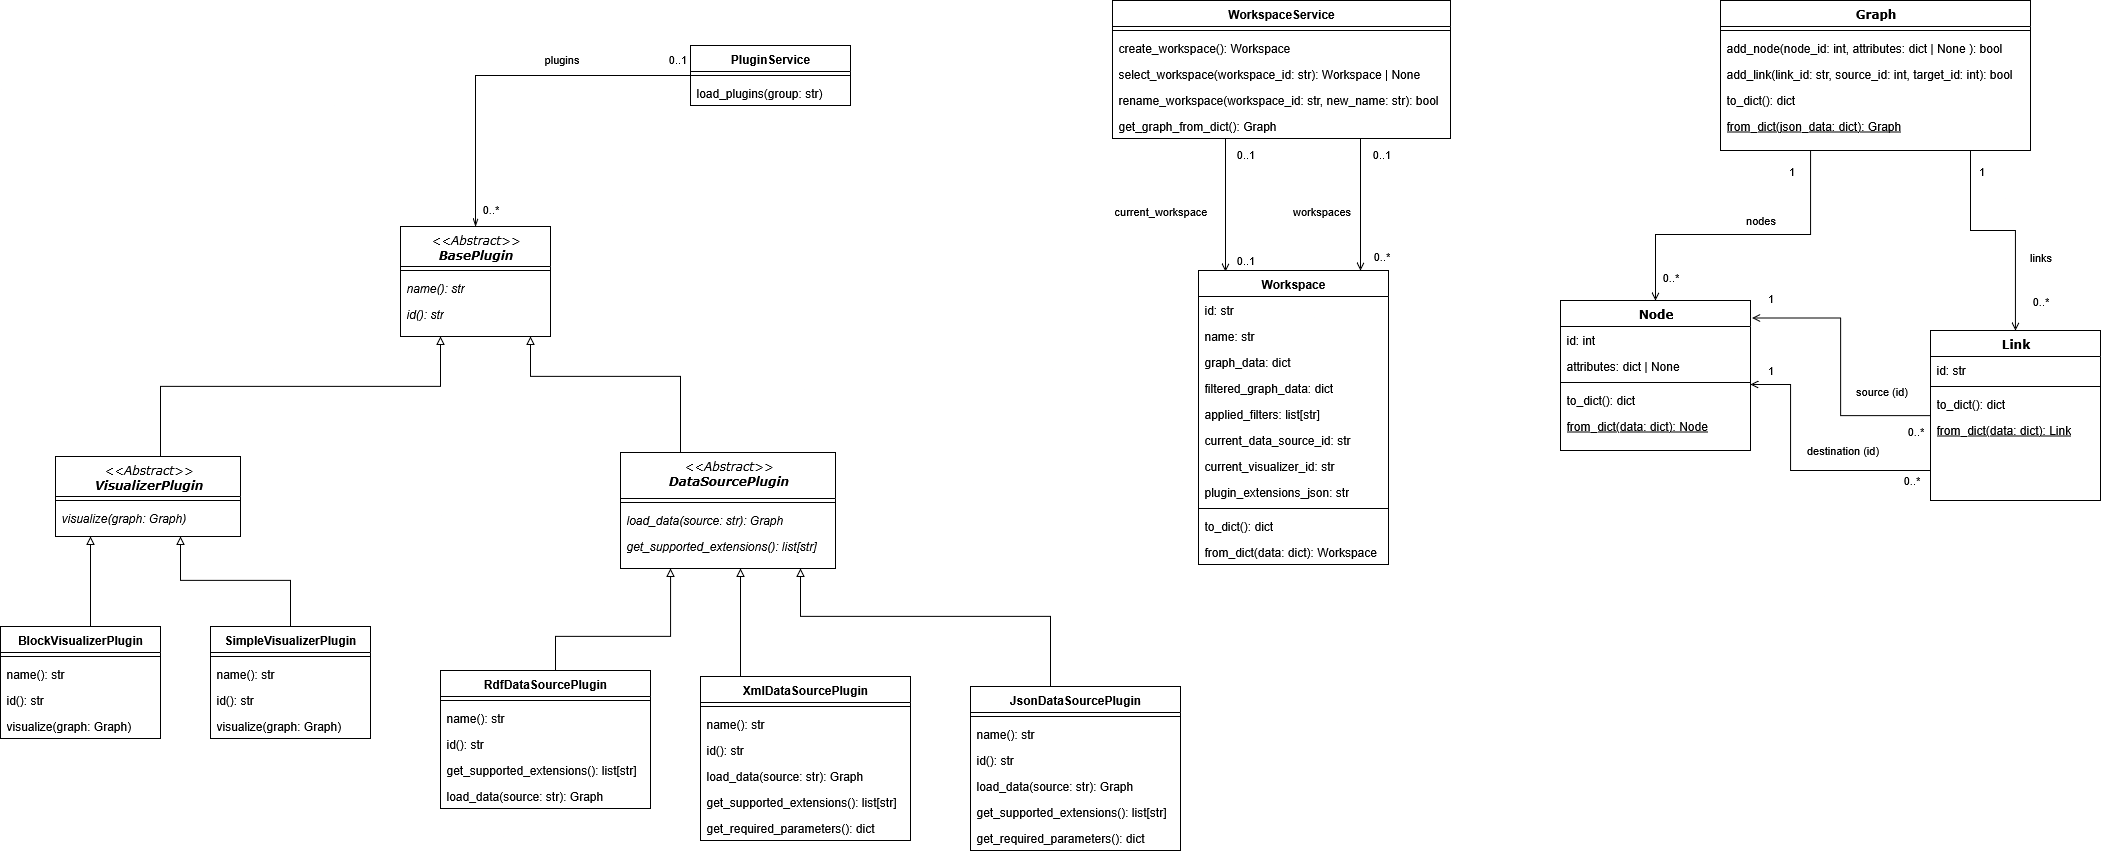 plugins
0..1
PluginService
load_plugins(group: str)
0..*
<<Abstract>>
BasePlugin
name(): str
id(): str
<<Abstract>>
VisualizerPlugin
visualize(graph: Graph)
<<Abstract>>
DataSourcePlugin
load_data(source: str): Graph
get_supported_extensions(): list[str]
BlockVisualizerPlugin
name(): str
id(): str
visualize(graph: Graph)
SimpleVisualizerPlugin
name(): str
id(): str
visualize(graph: Graph)
RdfDataSourcePlugin
name(): str
id(): str
get_supported_extensions(): list[str]
load_data(source: str): Graph
XmlDataSourcePlugin
name(): str
id(): str
load_data(source: str): Graph
get_supported_extensions(): list[str]
get_required_parameters(): dict
JsonDataSourcePlugin
name(): str
id(): str
load_data(source: str): Graph
get_supported_extensions(): list[str]
get_required_parameters(): dict
WorkspaceService
create_workspace(): Workspace
select_workspace(workspace_id: str): Workspace | None
rename_workspace(workspace_id: str, new_name: str): bool
get_graph_from_dict(): Graph
0..1
0..1
current_workspace
workspaces
0..1
0..*
Workspace
id: str
name: str
graph_data: dict
filtered_graph_data: dict
applied_filters: list[str]
current_data_source_id: str
current_visualizer_id: str
plugin_extensions_json: str
to_dict(): dict
from_dict(data: dict): Workspace
Graph
add_node(node_id: int, attributes: dict | None ): bool
add_link(link_id: str, source_id: int, target_id: int): bool
to_dict(): dict
from_dict(json_data: dict): Graph
1
1
nodes
links
0..*
0..*
Node
id: int
attributes: dict | None
to_dict(): dict
from_dict(data: dict): Node
1
1
source (id)
0..*
destination (id)
0..*
Link
id: str
to_dict(): dict
from_dict(data: dict): Link